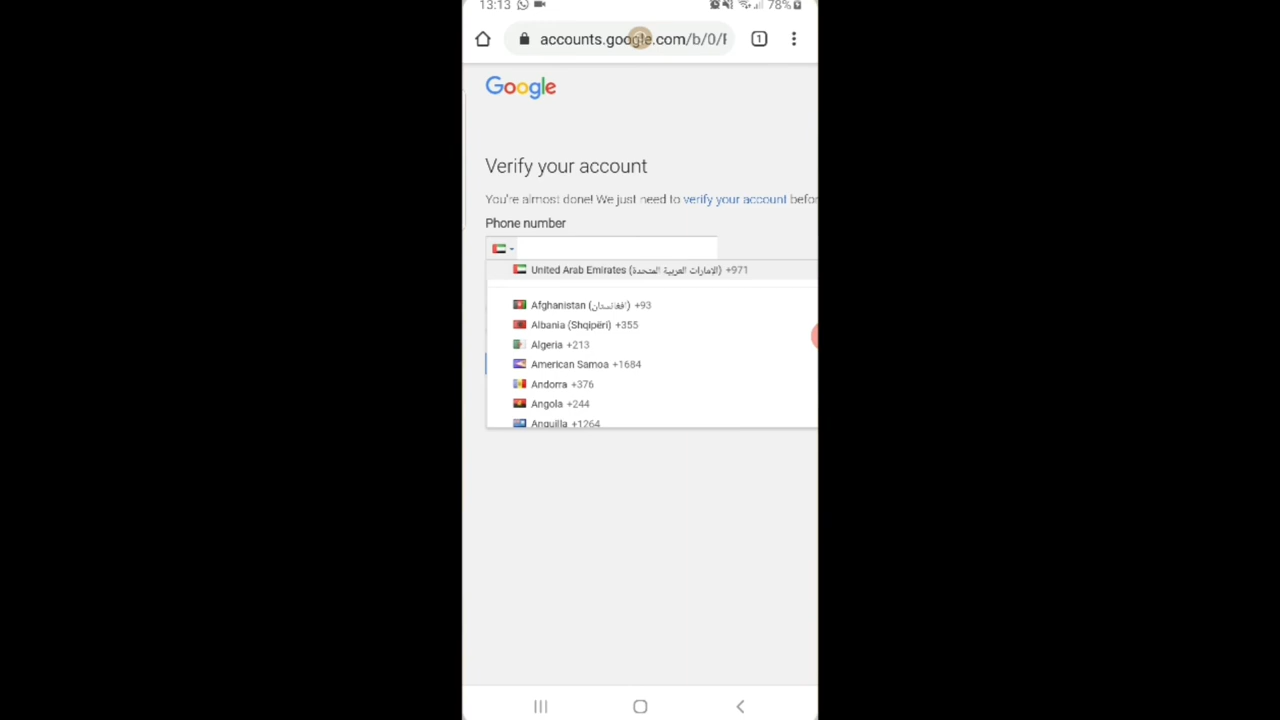 13:13 78%
accounts.google.com/b/0/ 1
Google
Verify your account
You're almost done! We just need to verify your account befor
Phone number
United Arab Emirates (الإمارات العربية المتحدة) +971
Afghanistan (افغانستان) +93
Albania (Shqipëri) +355
Algeria +213
American Samoa +1684
Andorra +376
Angola +244
Anguilla +1264